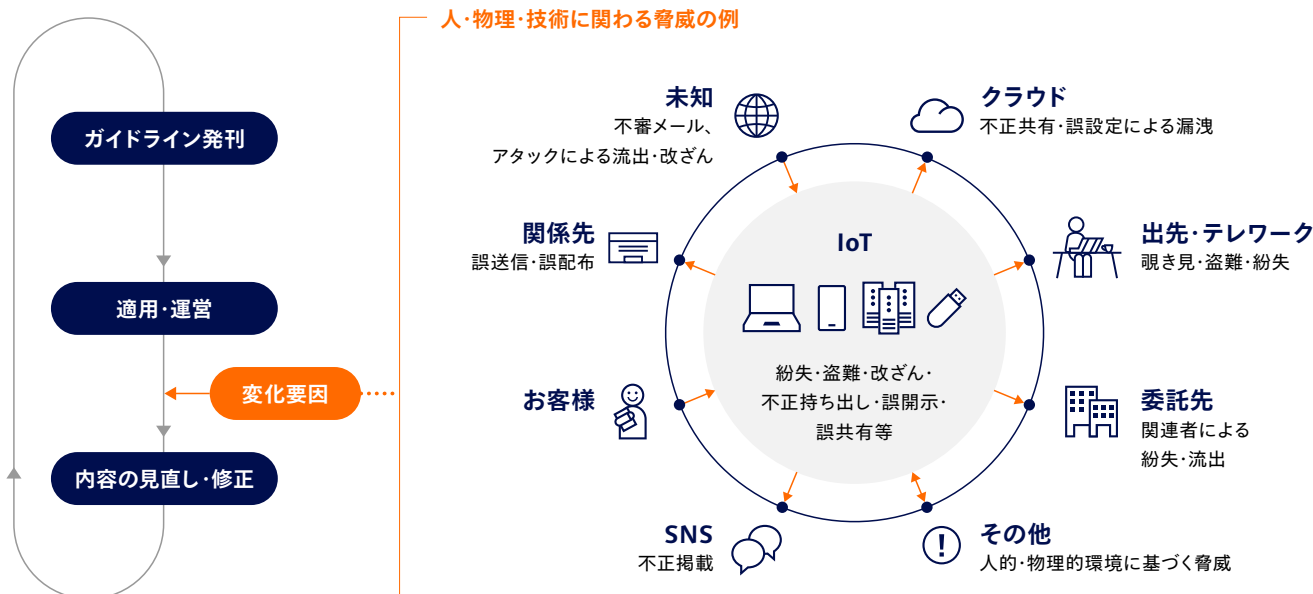 人・物理・技術に関わる脅威の例
ガイドライン発刊
適用・運営
変化要因
内容の見直し・修正
未知
不審メール、
アタックによる流出・改ざん
クラウド
不正共有・誤設定による漏洩
関係先
誤送信・誤配布
出先・テレワーク
覗き見・盗難・紛失
IoT
紛失・盗難・改ざん・
不正持ち出し・誤開示・
誤共有等
お客様
委託先
関連者による
紛失・流出
SNS
不正掲載
その他
人的・物理的環境に基づく脅威